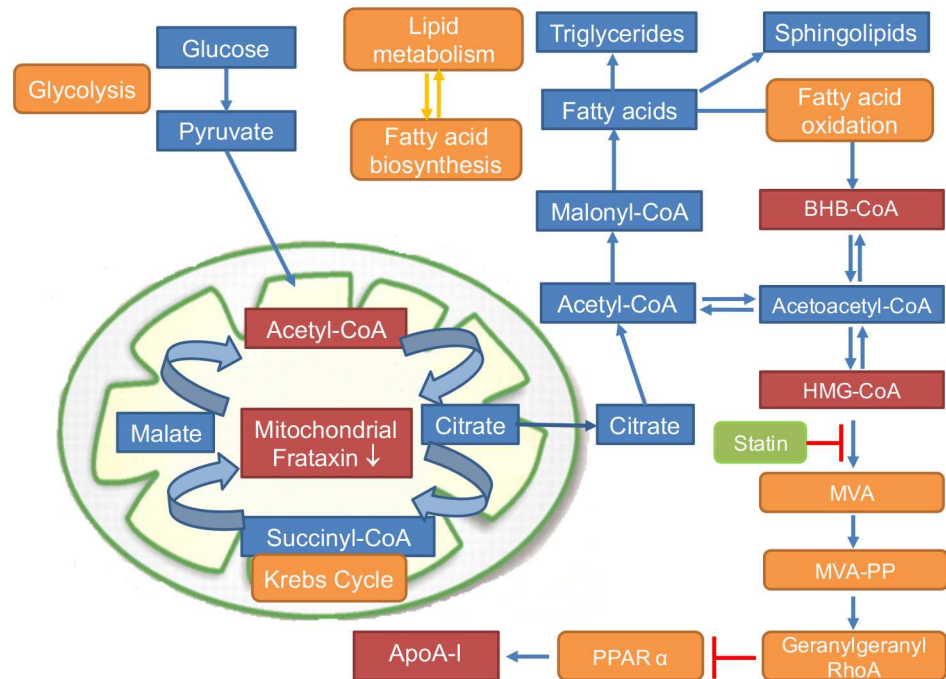 Glucose
Glycolysis
Pyruvate
Lipid
metabolism
Fatty acid
biosynthesis
Triglycerides
Sphingolipids
Fatty acids
Fatty acid
oxidation
Malonyl-CoA
BHB-CoA
Acetyl-CoA
Acetoacetyl-CoA
HMG-CoA
Acetyl-CoA
Malate
Mitochondrial
Frataxin ↓
Citrate
Citrate
Succinyl-CoA
Krebs Cycle
Statin
MVA
MVA-PP
Geranylgeranyl
RhoA
PPAR α
ApoA-I